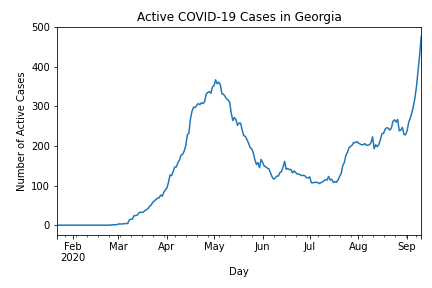 Active COVID-19 Cases in Georgia
Number of Active Cases
500
400
300
200
100
0
Feb Mar Apr May Jun Jul Aug Sep
2020
Day